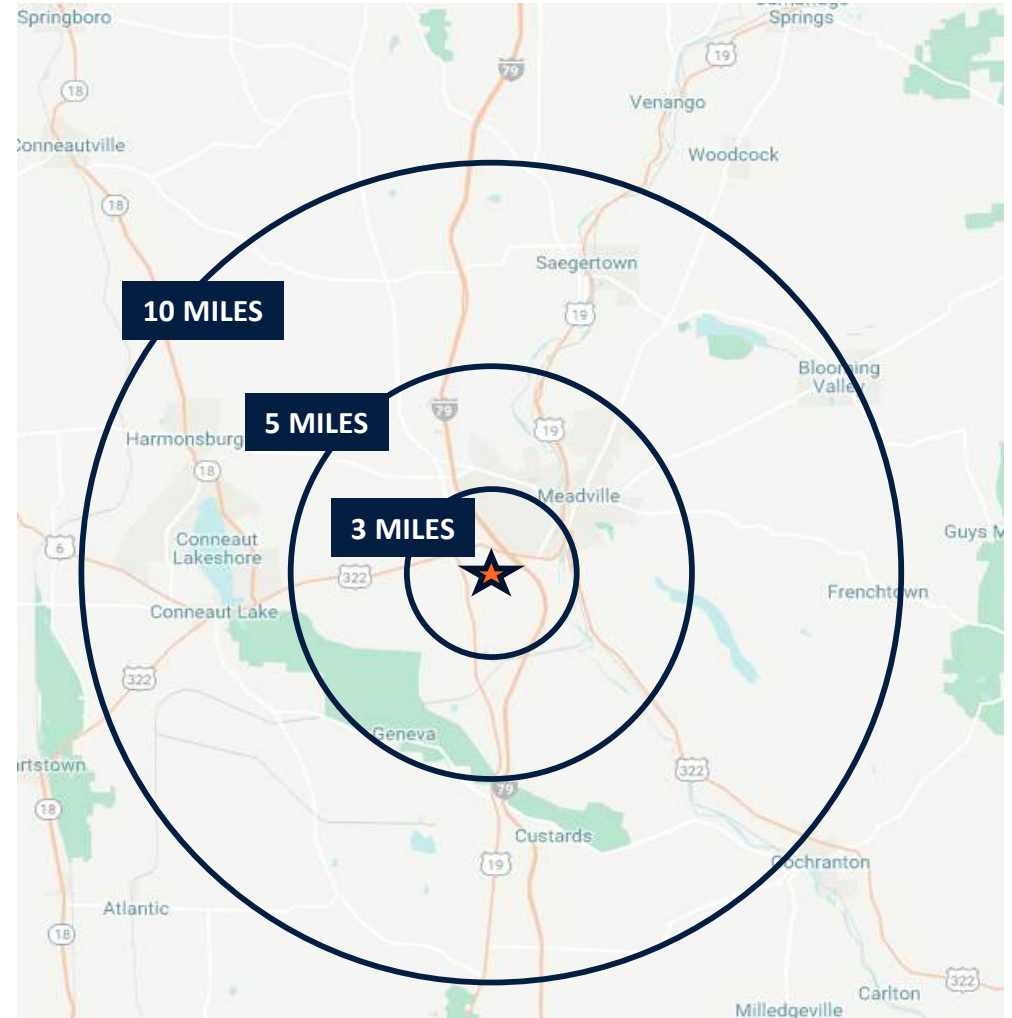 Springboro
Springs
79
19
18
Venango
Conneautville
Woodcock
18
Saegertown
10 MILES
19
Blooming
Valley
5 MILES
79
19
Harmonsburg
18
Meadville
3 MILES
6
Conneaut
Lakeshore
Guys M
322
Frenchtown
Conneaut Lake
322
Geneva
rtstown
322
79
18
Custards
19
Cochranton
Atlantic
18
322
Carlton
Milledgeville